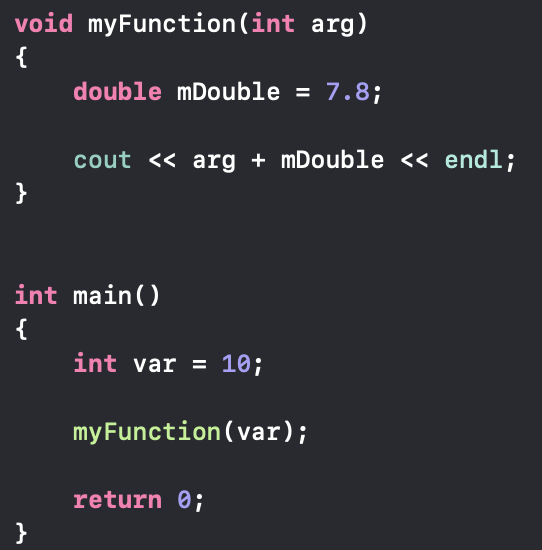 void myFunction(int arg)
{
    double mDouble = 7.8;

    cout << arg + mDouble << endl;
}


int main()
{
    int var = 10;

    myFunction(var);

    return 0;
}